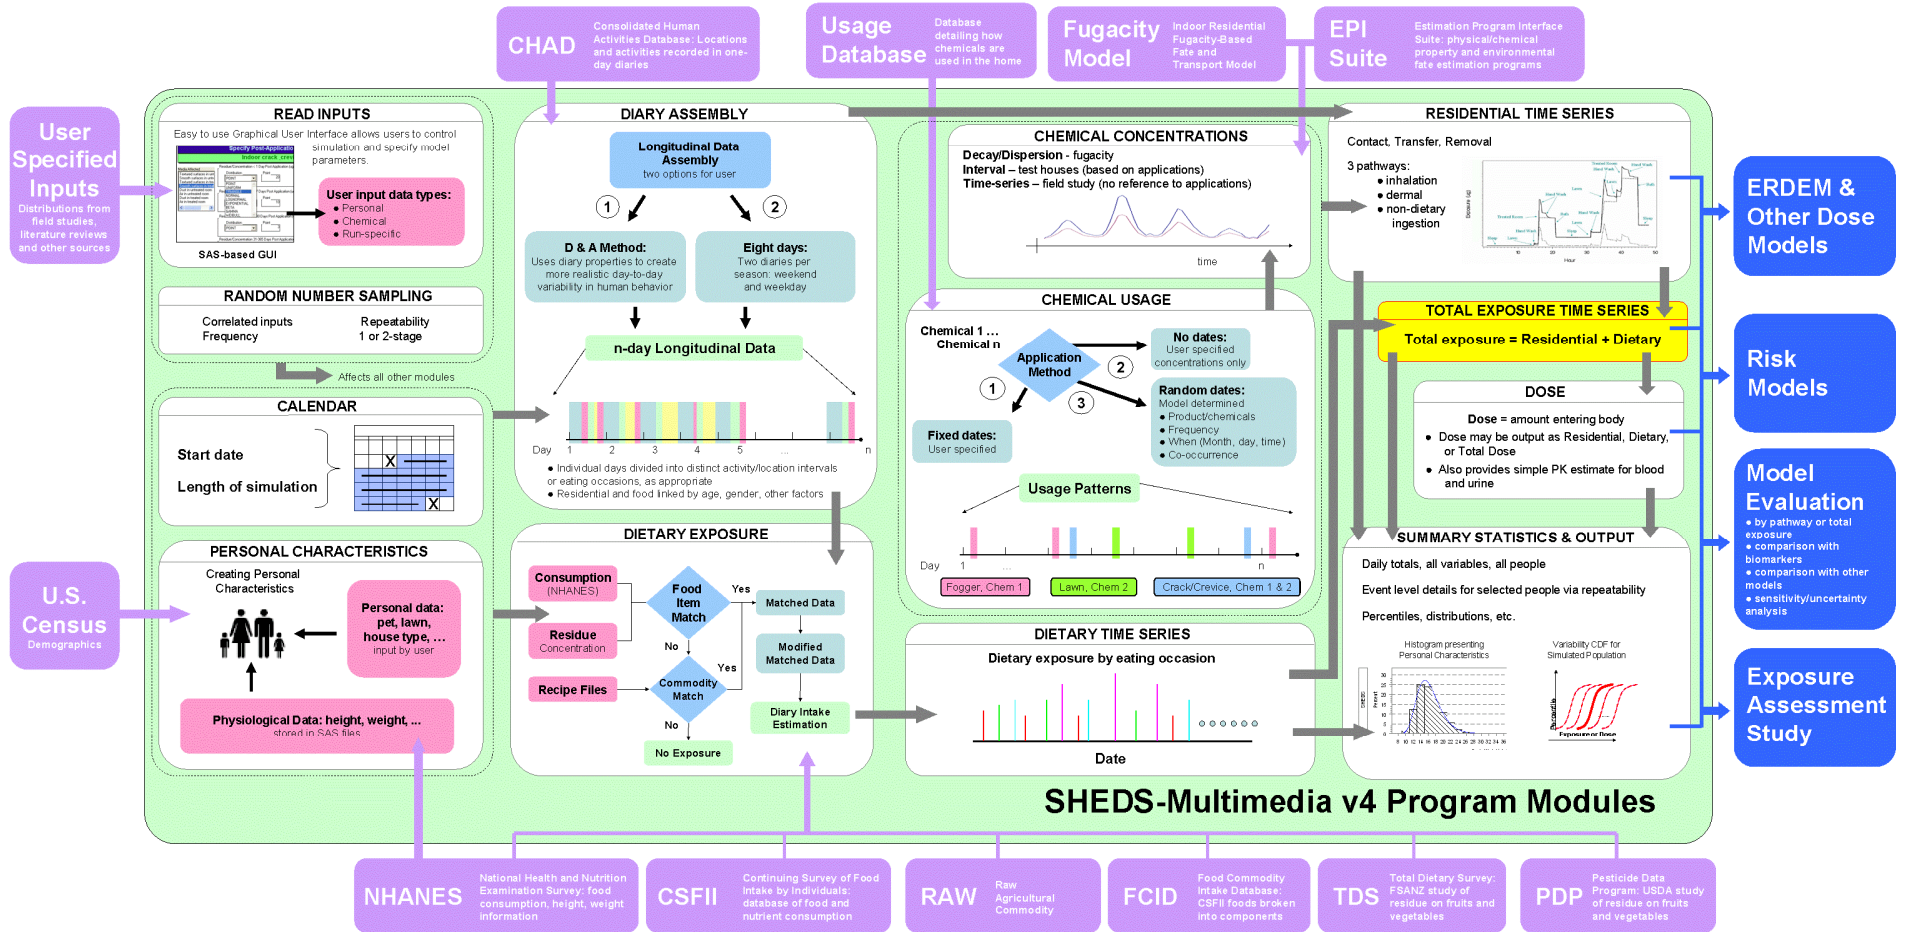 CHAD
Consolidated Human
Activities Database: Locations
and activities recorded in one-
day diaries
Usage
Database
Database
detailing how
chemicals are
used in the home
Fugacity
Model
Indoor Residential
Fugacity-Based
Fate and
Transport Model
EPI
Suite
Estimation Program Interface
Suite: physical/chemical
property and environmental
fate estimation programs
User
Specified
Inputs
Distributions from
field studies,
literature reviews
and other sources
U.S.
Census
Demographics
READ INPUTS
Easy to use Graphical User Interface allows users to control
simulation and specify model
parameters.
Specify Post-Applicatio
Indoor crack_crev
User input data types:
● Personal
● Chemical
● Run-specific
SAS-based GUI
RANDOM NUMBER SAMPLING
Correlated inputs
Frequency
Repeatability
1 or 2-stage
Affects all other modules
CALENDAR
Start date
Length of simulation
X
X
PERSONAL CHARACTERISTICS
Creating Personal
Characteristics
Personal data:
pet, lawn,
house type, ...
input by user
Physiological Data: height, weight, ...
stored in SAS files
DIARY ASSEMBLY
Longitudinal Data
Assembly
two options for user
1
2
D & A Method:
Uses diary properties to create
more realistic day-to-day
variability in human behavior
Eight days:
Two diaries per
season: weekend
and weekday
n-day Longitudinal Data
Day 1 2 3 4 5 ... n
● Individual days divided into distinct activity/location intervals
or eating occasions, as appropriate
● Residential and food linked by age, gender, other factors
DIETARY EXPOSURE
Consumption
(NHANES)
Residue
Concentration
Recipe Files
Food
Item
Match
Yes
No
Commodity
Match
Yes
No
No Exposure
Matched Data
Modified
Matched Data
Diary Intake
Estimation
CHEMICAL CONCENTRATIONS
Decay/Dispersion - fugacity
Interval – test houses (based on applications)
Time-series – field study (no reference to applications)
time
CHEMICAL USAGE
Chemical 1 ...
Chemical n
Application
Method
1
2
3
No dates:
User specified
concentrations only
Fixed dates:
User specified
Random dates:
Model determined
● Product/chemicals
● Frequency
● When (Month, day, time)
● Co-occurrence
Usage Patterns
Day 1 ... n
Fogger, Chem 1
Lawn, Chem 2
Crack/Crevice, Chem 1 & 2
DIETARY TIME SERIES
Dietary exposure by eating occasion
Date
RESIDENTIAL TIME SERIES
Contact, Transfer, Removal
3 pathways:
● inhalation
● dermal
● non-dietary
ingestion
10 20 30 40 50
Hour
TOTAL EXPOSURE TIME SERIES
Total exposure = Residential + Dietary
DOSE
Dose = amount entering body
● Dose may be output as Residential, Dietary,
or Total Dose
● Also provides simple PK estimate for blood
and urine
SUMMARY STATISTICS & OUTPUT
Daily totals, all variables, all people
Event level details for selected people via repeatability
Percentiles, distributions, etc.
Histogram presenting
Personal Characteristics
SHEDS
Percent
Variability CDF for
Simulated Population
Percentile
Exposure or Dose
ERDEM &
Other Dose
Models
Risk
Models
Model
Evaluation
● by pathway or total
exposure
● comparison with
biomarkers
● comparison with other
models
● sensitivity/uncertainty
analysis
Exposure
Assessment
Study
SHEDS-Multimedia v4 Program Modules
NHANES
National Health and Nutrition
Examination Survey: food
consumption, height, weight
information
CSFII
Continuing Survey of Food
Intake by Individuals:
database of food and
nutrient consumption
RAW
Raw
Agricultural
Commodity
FCID
Food Commodity
Intake Database:
CSFII foods broken
into components
TDS
Total Dietary Survey:
FSANZ study of
residue on fruits and
vegetables
PDP
Pesticide Data
Program: USDA study
of residue on fruits
and vegetables